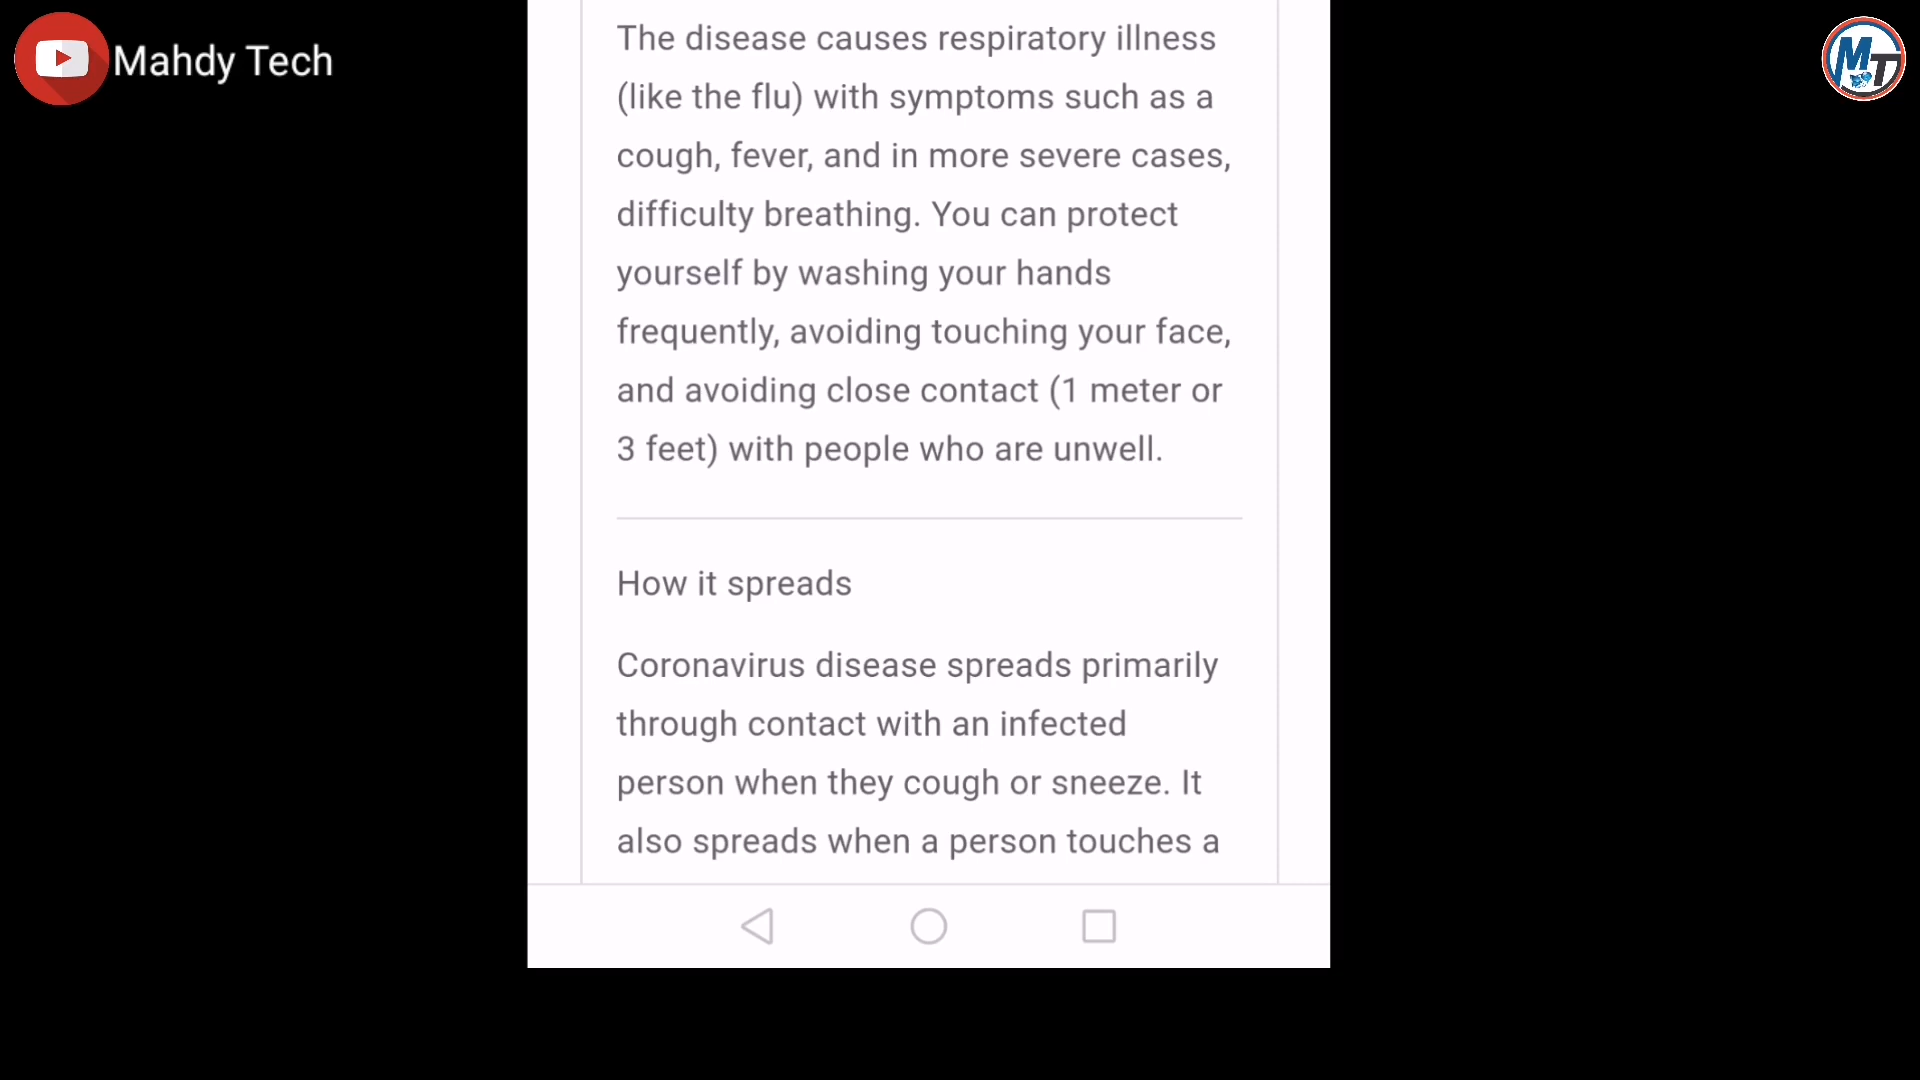 Mahdy Tech
MT
The disease causes respiratory illness
(like the flu) with symptoms such as a
cough, fever, and in more severe cases,
difficulty breathing. You can protect
yourself by washing your hands
frequently, avoiding touching your face,
and avoiding close contact (1 meter or
3 feet) with people who are unwell.
How it spreads
Coronavirus disease spreads primarily
through contact with an infected
person when they cough or sneeze. It
also spreads when a person touches a